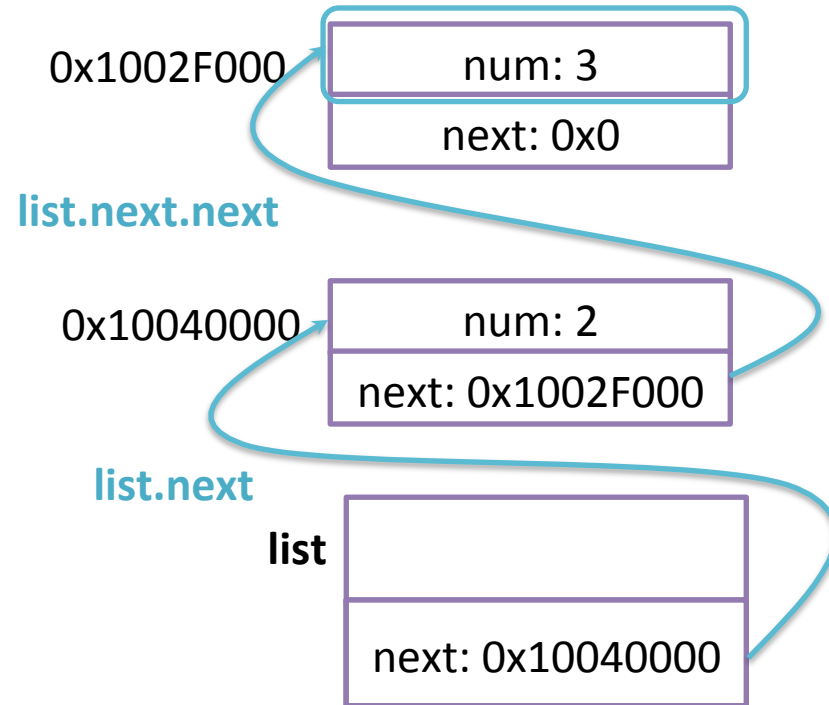 0x1002F000
num: 3
next: 0x0
list.next.next
0x10040000
num: 2
next: 0x1002F000
list.next
list
next: 0x10040000